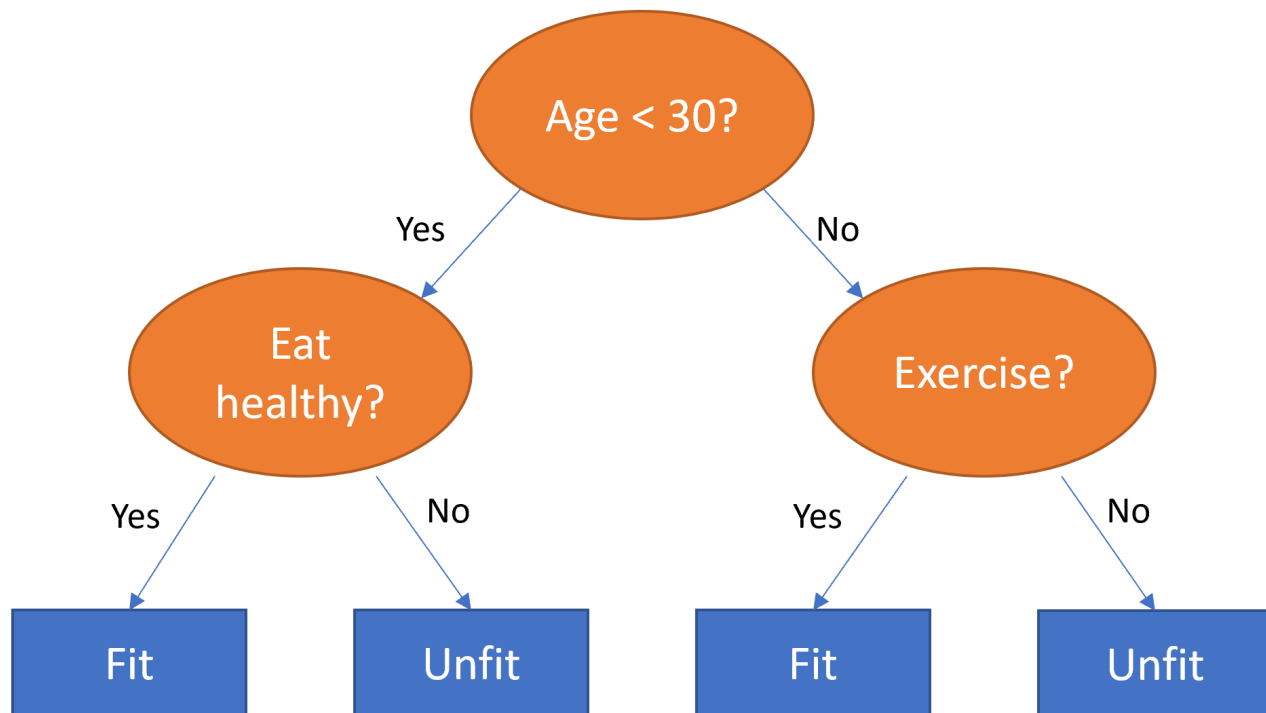 Age < 30?
Yes
No
Eat
healthy?
Exercise?
Yes
No
Yes
No
Fit
Unfit
Fit
Unfit